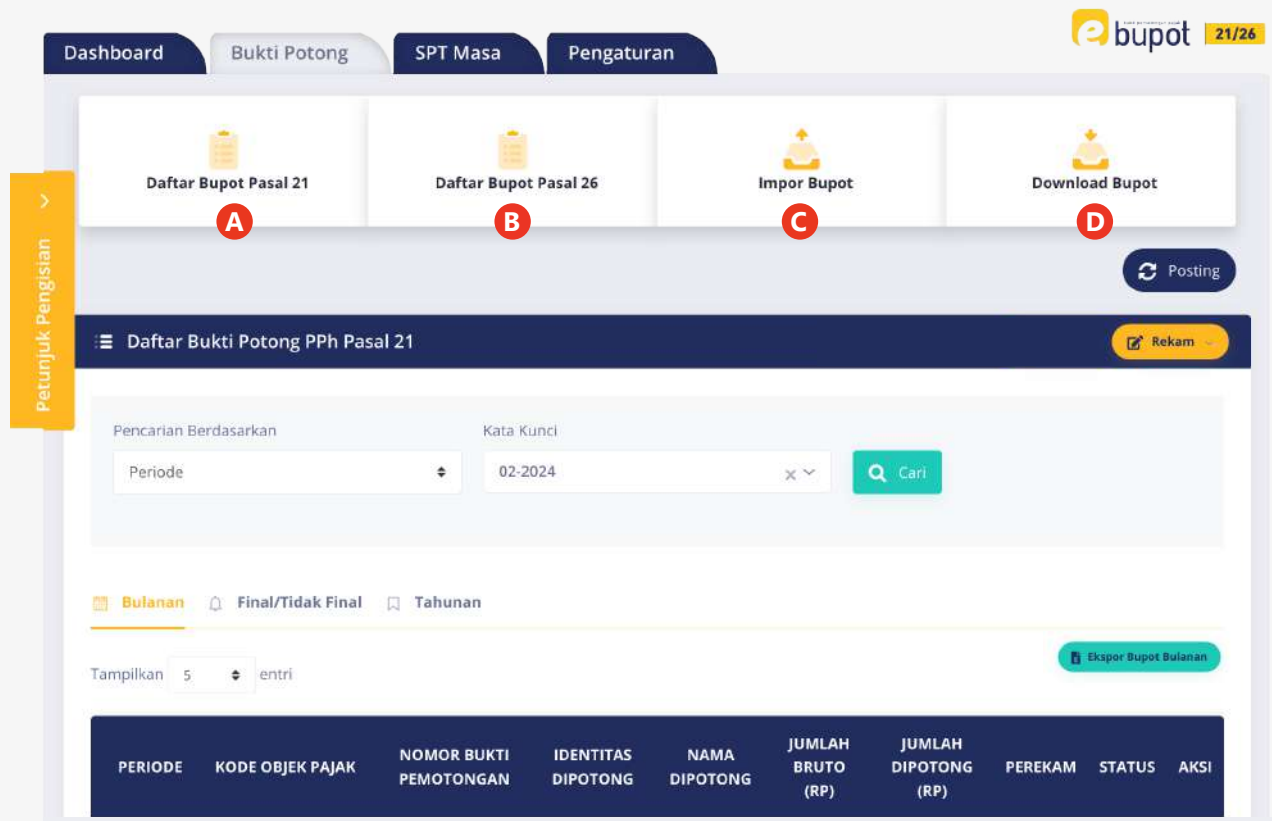 Dashboard
Bukti Potong
SPT Masa
Pengaturan
e bupot 21/26
Daftar Bupot Pasal 21
Daftar Bupot Pasal 26
Impor Bupot
Download Bupot
A
B
C
D
Petunjuk Pengisian
Posting
Daftar Bukti Potong PPh Pasal 21
Rekam
Pencarian Berdasarkan
Kata Kunci
Periode
02-2024
Cari
Bulanan
Final/Tidak Final
Tahunan
Ekspor Bupot Bulanan
Tampilkan 5 entri
PERIODE
KODE OBJEK PAJAK
NOMOR BUKTI
PEMOTONGAN
IDENTITAS
DIPOTONG
NAMA
DIPOTONG
JUMLAH
BRUTO
(RP)
JUMLAH
DIPOTONG
(RP)
PEREKAM
STATUS
AKSI